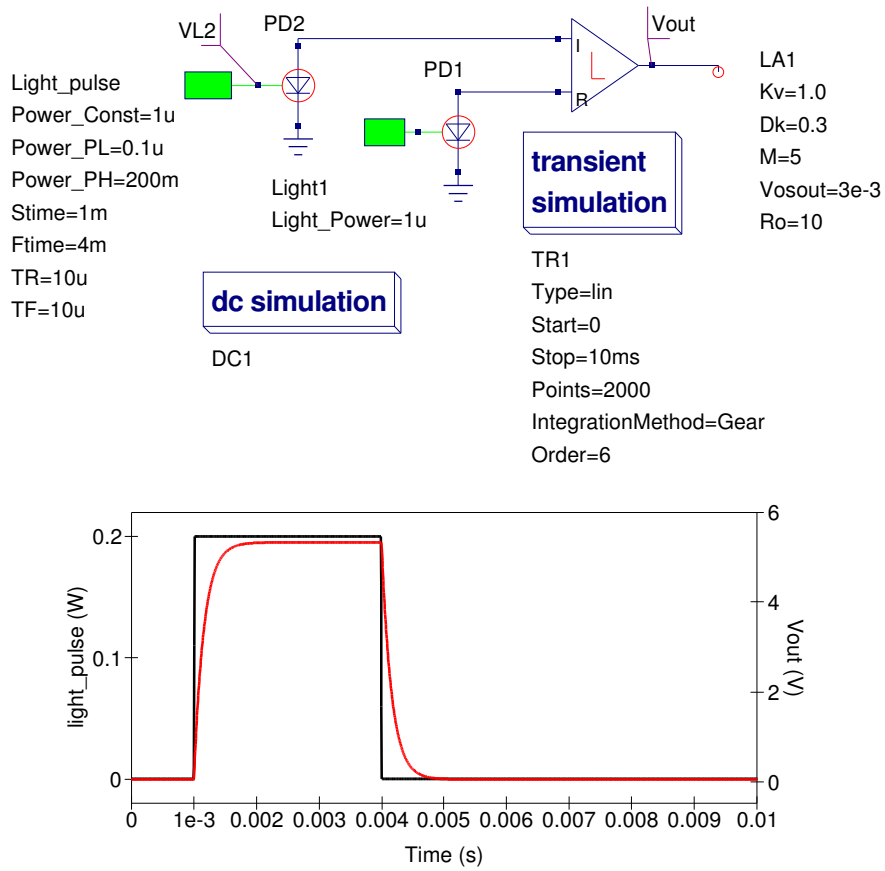 VL2
PD2
Vout
I
R
PD1
Light_pulse
Power_Const=1u
Power_PL=0.1u
Power_PH=200m
Stime=1m
Ftime=4m
TR=10u
TF=10u
Light1
Light_Power=1u
LA1
Kv=1.0
Dk=0.3
M=5
Vosout=3e-3
Ro=10
dc simulation
DC1
transient
simulation
TR1
Type=lin
Start=0
Stop=10ms
Points=2000
IntegrationMethod=Gear
Order=6
light_pulse (W)
0.2
0.1
0
6
4
2
0
Vout (V)
0 1e-3 0.002 0.003 0.004 0.005 0.006 0.007 0.008 0.009 0.01
Time (s)